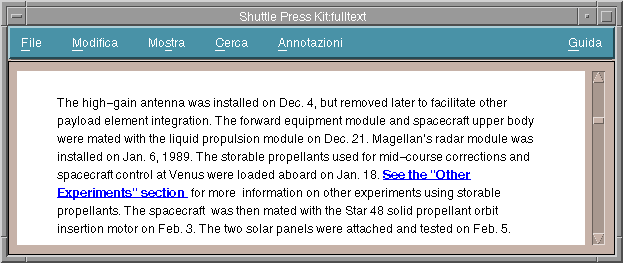 Shuttle Press Kit:fulltext
File Modifica Mostra Cerca Annotazioni Guida
The high-gain antenna was installed on Dec. 4, but removed later to facilitate other
payload element integration. The forward equipment module and spacecraft upper body
were mated with the liquid propulsion module on Dec. 21. Magellan's radar module was
installed on Jan. 6, 1989. The storable propellants used for mid-course corrections and
spacecraft control at Venus were loaded aboard on Jan. 18. See the "Other
Experiments" section for more information on other experiments using storable
propellants. The spacecraft was then mated with the Star 48 solid propellant orbit
insertion motor on Feb. 3. The two solar panels were attached and tested on Feb. 5.